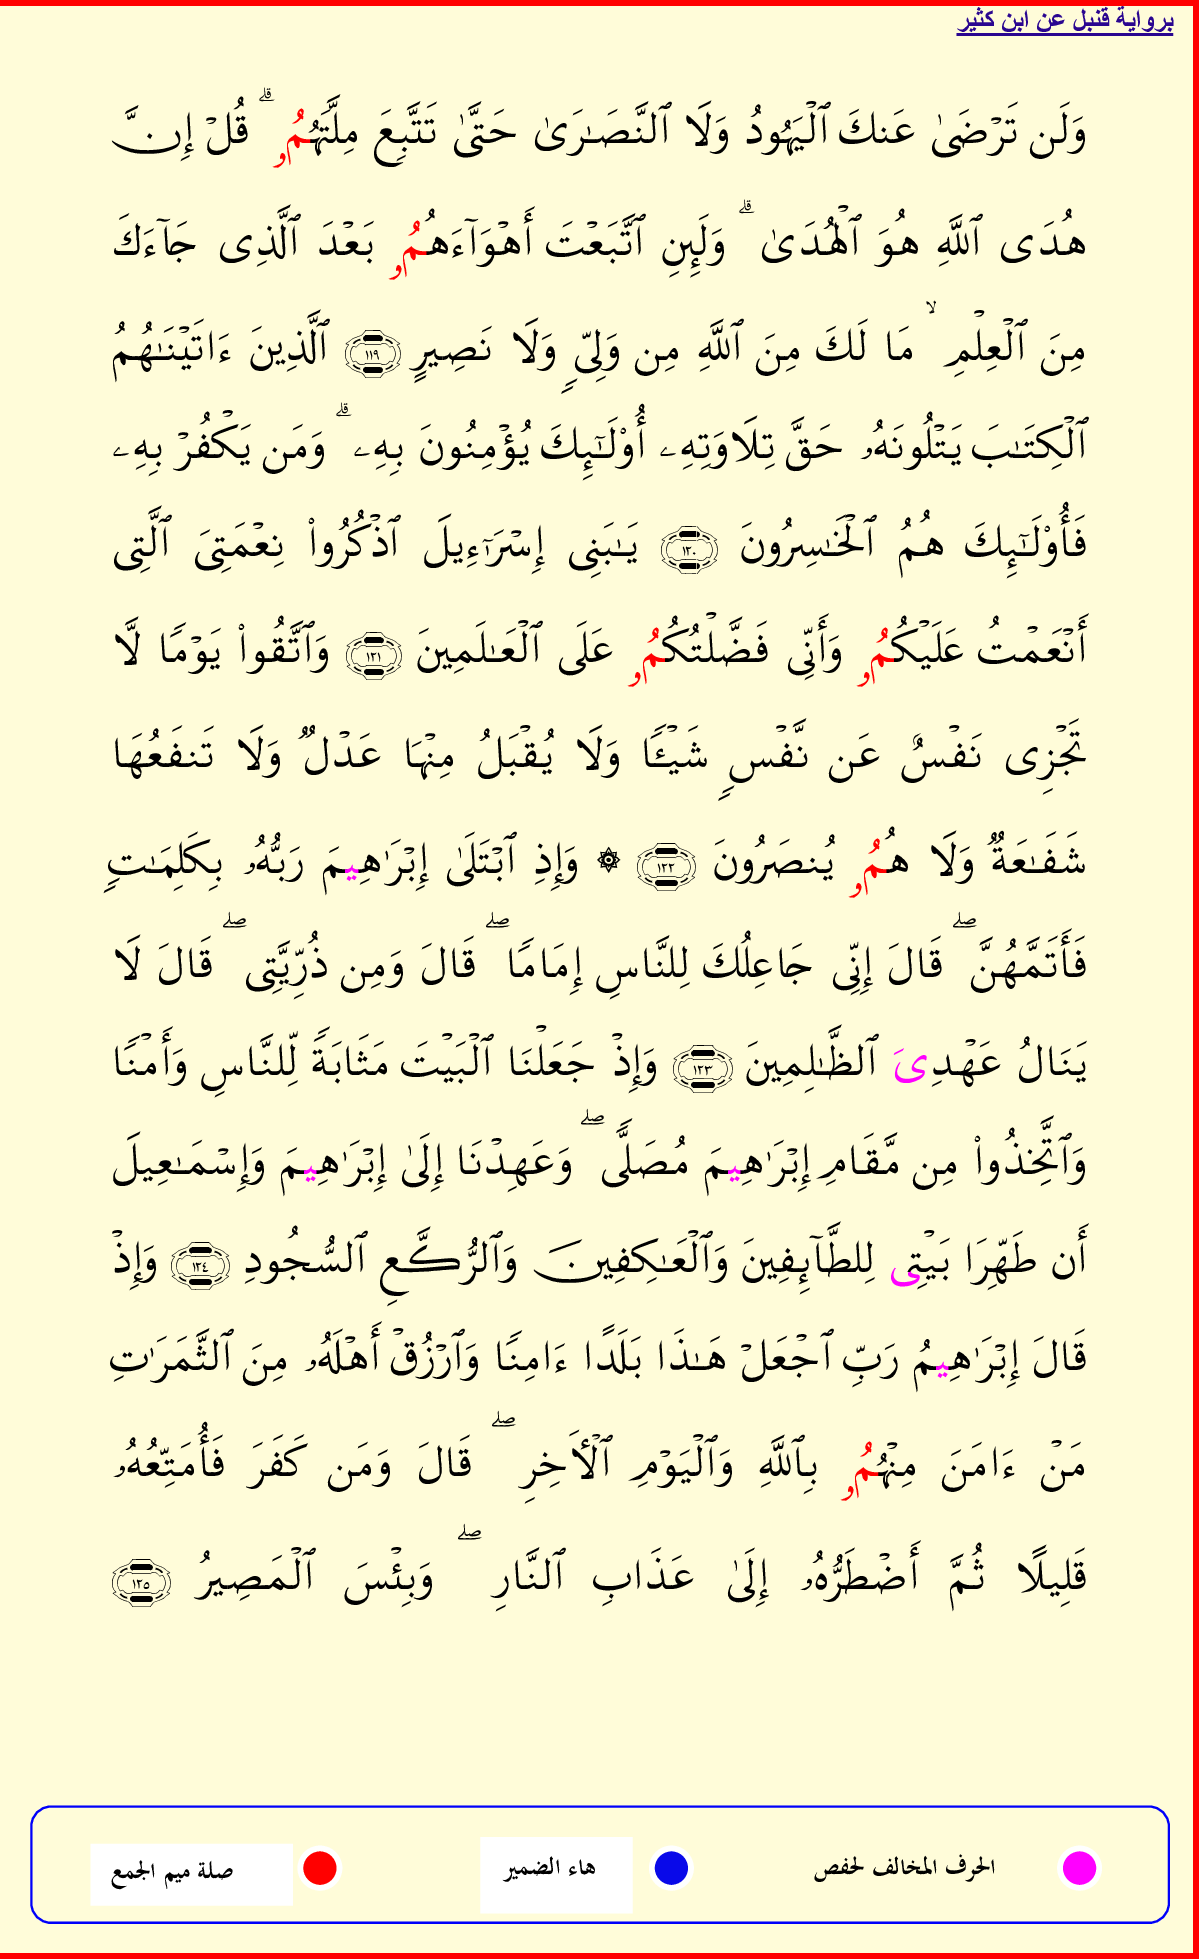 برواية قنبل عن ابن كثير
وَلَن تَرْضَىٰ عَنكَ ٱلْيَهُودُ وَلَا ٱلنَّصَـٰرَىٰ حَتَّىٰ تَتَّبِعَ مِلَّتَهُمُۥ ۗ قُلْ إِنَّ
هُدَى ٱللَّهِ هُوَ ٱلْهُدَىٰ ۗ وَلَئِنِ ٱتَّبَعْتَ أَهْوَآءَهُمُۥ بَعْدَ ٱلَّذِى جَآءَكَ
مِنَ ٱلْعِلْمِ ۙ مَا لَكَ مِنَ ٱللَّهِ مِن وَلِىٍّ وَلَا نَصِيرٍ ١١٩ ٱلَّذِينَ ءَاتَيْنَـٰهُمُ
ٱلْكِتَـٰبَ يَتْلُونَهُۥ حَقَّ تِلَاوَتِهِۦ أُوْلَـٰٓئِكَ يُؤْمِنُونَ بِهِۦ ۗ وَمَن يَكْفُرْ بِهِۦ
فَأُوْلَـٰٓئِكَ هُمُ ٱلْخَـٰسِرُونَ ١٢٠ يَـٰبَنِى إِسْرَٰٓءِيلَ ٱذْكُرُوا۟ نِعْمَتِىَ ٱلَّتِى
أَنْعَمْتُ عَلَيْكُمُۥ وَأَنِّى فَضَّلْتُكُمُۥ عَلَى ٱلْعَـٰلَمِينَ ١٢١ وَٱتَّقُوا۟ يَوْمًا لَّا
تَجْزِى نَفْسٌ عَن نَّفْسٍ شَيْـًٔا وَلَا يُقْبَلُ مِنْهَا عَدْلٌ وَلَا تَنفَعُهَا
شَفَـٰعَةٌ وَلَا هُمُۥ يُنصَرُونَ ١٢٢ ۞ وَإِذِ ٱبْتَلَىٰ إِبْرَٰهِيمَ رَبُّهُۥ بِكَلِمَـٰتٍ
فَأَتَمَّهُنَّ ۖ قَالَ إِنِّى جَاعِلُكَ لِلنَّاسِ إِمَامًا ۖ قَالَ وَمِن ذُرِّيَّتِى ۖ قَالَ لَا
يَنَالُ عَهْدِىَ ٱلظَّـٰلِمِينَ ١٢٣ وَإِذْ جَعَلْنَا ٱلْبَيْتَ مَثَابَةً لِّلنَّاسِ وَأَمْنًا
وَٱتَّخِذُوا۟ مِن مَّقَامِ إِبْرَٰهِيمَ مُصَلًّى ۖ وَعَهِدْنَا إِلَىٰ إِبْرَٰهِيمَ وَإِسْمَـٰعِيلَ
أَن طَهِّرَا بَيْتِى لِلطَّآئِفِينَ وَٱلْعَـٰكِفِينَ وَٱلرُّكَّعِ ٱلسُّجُودِ ١٢٤ وَإِذْ
قَالَ إِبْرَٰهِيمُ رَبِّ ٱجْعَلْ هَـٰذَا بَلَدًا ءَامِنًا وَٱرْزُقْ أَهْلَهُۥ مِنَ ٱلثَّمَرَٰتِ
مَنْ ءَامَنَ مِنْهُمُۥ بِٱللَّهِ وَٱلْيَوْمِ ٱلْأَخِرِ ۖ قَالَ وَمَن كَفَرَ فَأُمَتِّعُهُۥ
قَلِيلًا ثُمَّ أَضْطَرُّهُۥ إِلَىٰ عَذَابِ ٱلنَّارِ ۖ وَبِئْسَ ٱلْمَصِيرُ ١٢٥
الحرف المخالف لحفص هاء الضمير صلة ميم الجمع